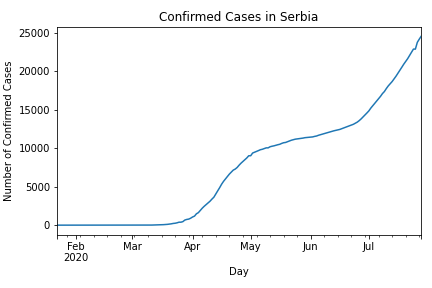 Confirmed Cases in Serbia
Number of Confirmed Cases
25000
20000
15000
10000
5000
0
Feb
2020
Mar
Apr
May
Jun
Jul
Day